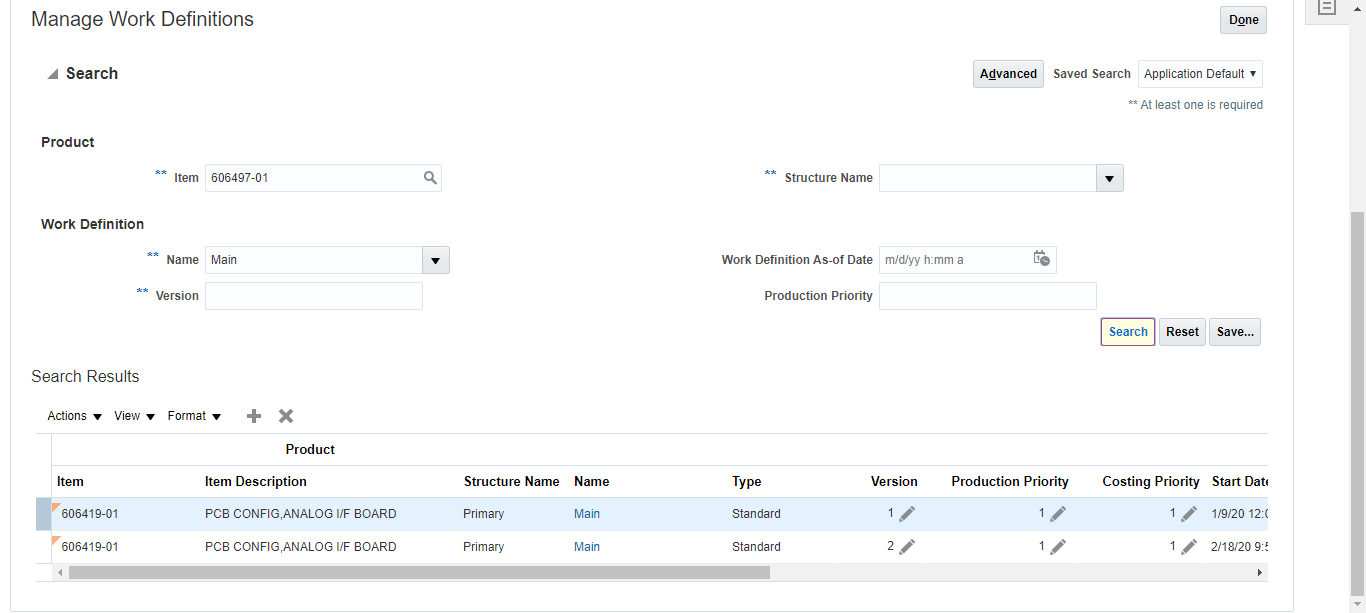 Manage Work Definitions
Done
Search
Advanced Saved Search Application Default
** At least one is required
Product
** Item 606497-01 ** Structure Name
Work Definition
** Name Main Work Definition As-of Date m/d/yy h:mm a
** Version Production Priority
Search Reset Save...
Search Results
Actions View Format
Product
Item Item Description Structure Name Name Type Version Production Priority Costing Priority Start Date
606419-01 PCB CONFIG,ANALOG I/F BOARD Primary Main Standard 1 1 1 1/9/20 12:0
606419-01 PCB CONFIG,ANALOG I/F BOARD Primary Main Standard 2 1 1 2/18/20 9:5